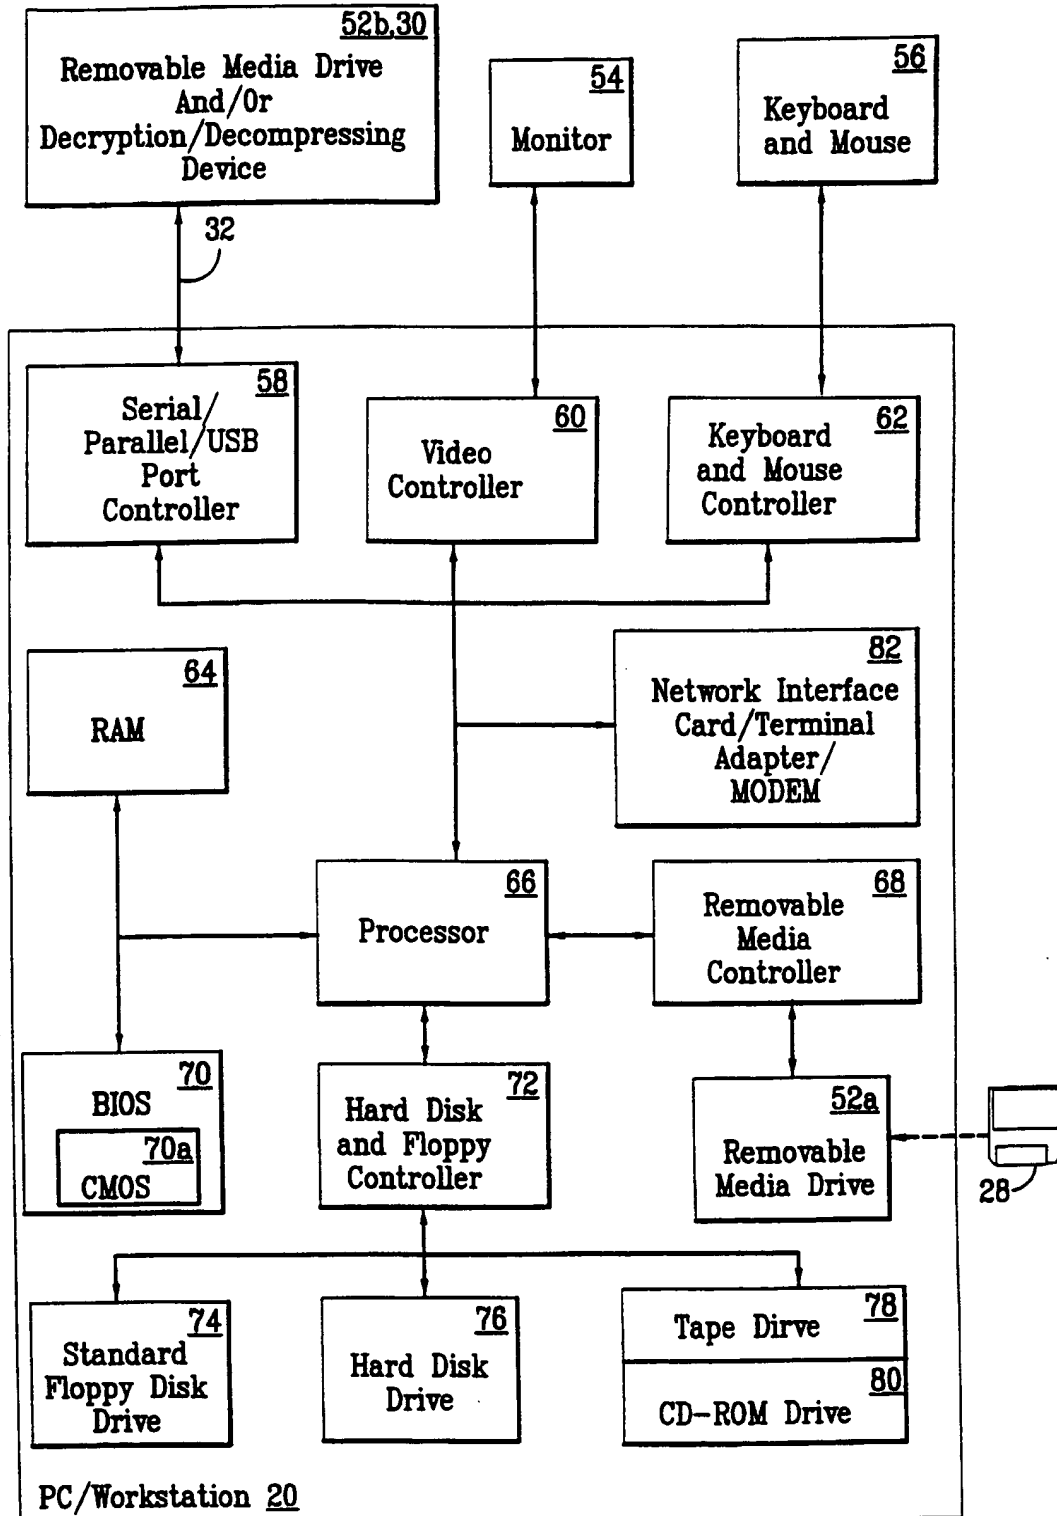 52b,30
Removable Media Drive
And/Or
Decryption/Decompressing
Device
54
Monitor
56
Keyboard
and Mouse
32
58
Serial/
Parallel/USB
Port
Controller
60
Video
Controller
62
Keyboard
and Mouse
Controller
64
RAM
82
Network Interface
Card/Terminal
Adapter/
MODEM
66
Processor
68
Removable
Media
Controller
70
BIOS
70a
CMOS
72
Hard Disk
and Floppy
Controller
52a
Removable
Media Drive
28
74
Standard
Floppy Disk
Drive
76
Hard Disk
Drive
78
Tape Dirve
80
CD-ROM Drive
PC/Workstation 20